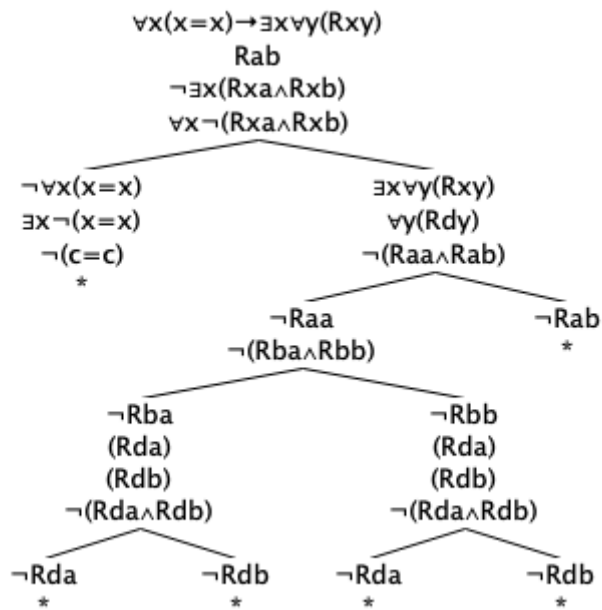 ∀x(x=x)→∃x∀y(Rxy)
Rab
¬∃x(Rxa∧Rxb)
∀x¬(Rxa∧Rxb)
¬∀x(x=x) ∃x∀y(Rxy)
∃x¬(x=x) ∀y(Rdy)
¬(c=c) ¬(Raa∧Rab)
*
¬Raa ¬Rab
¬(Rba∧Rbb) *
¬Rba ¬Rbb
(Rda) (Rda)
(Rdb) (Rdb)
¬(Rda∧Rdb) ¬(Rda∧Rdb)
¬Rda ¬Rdb ¬Rda ¬Rdb
* * * *